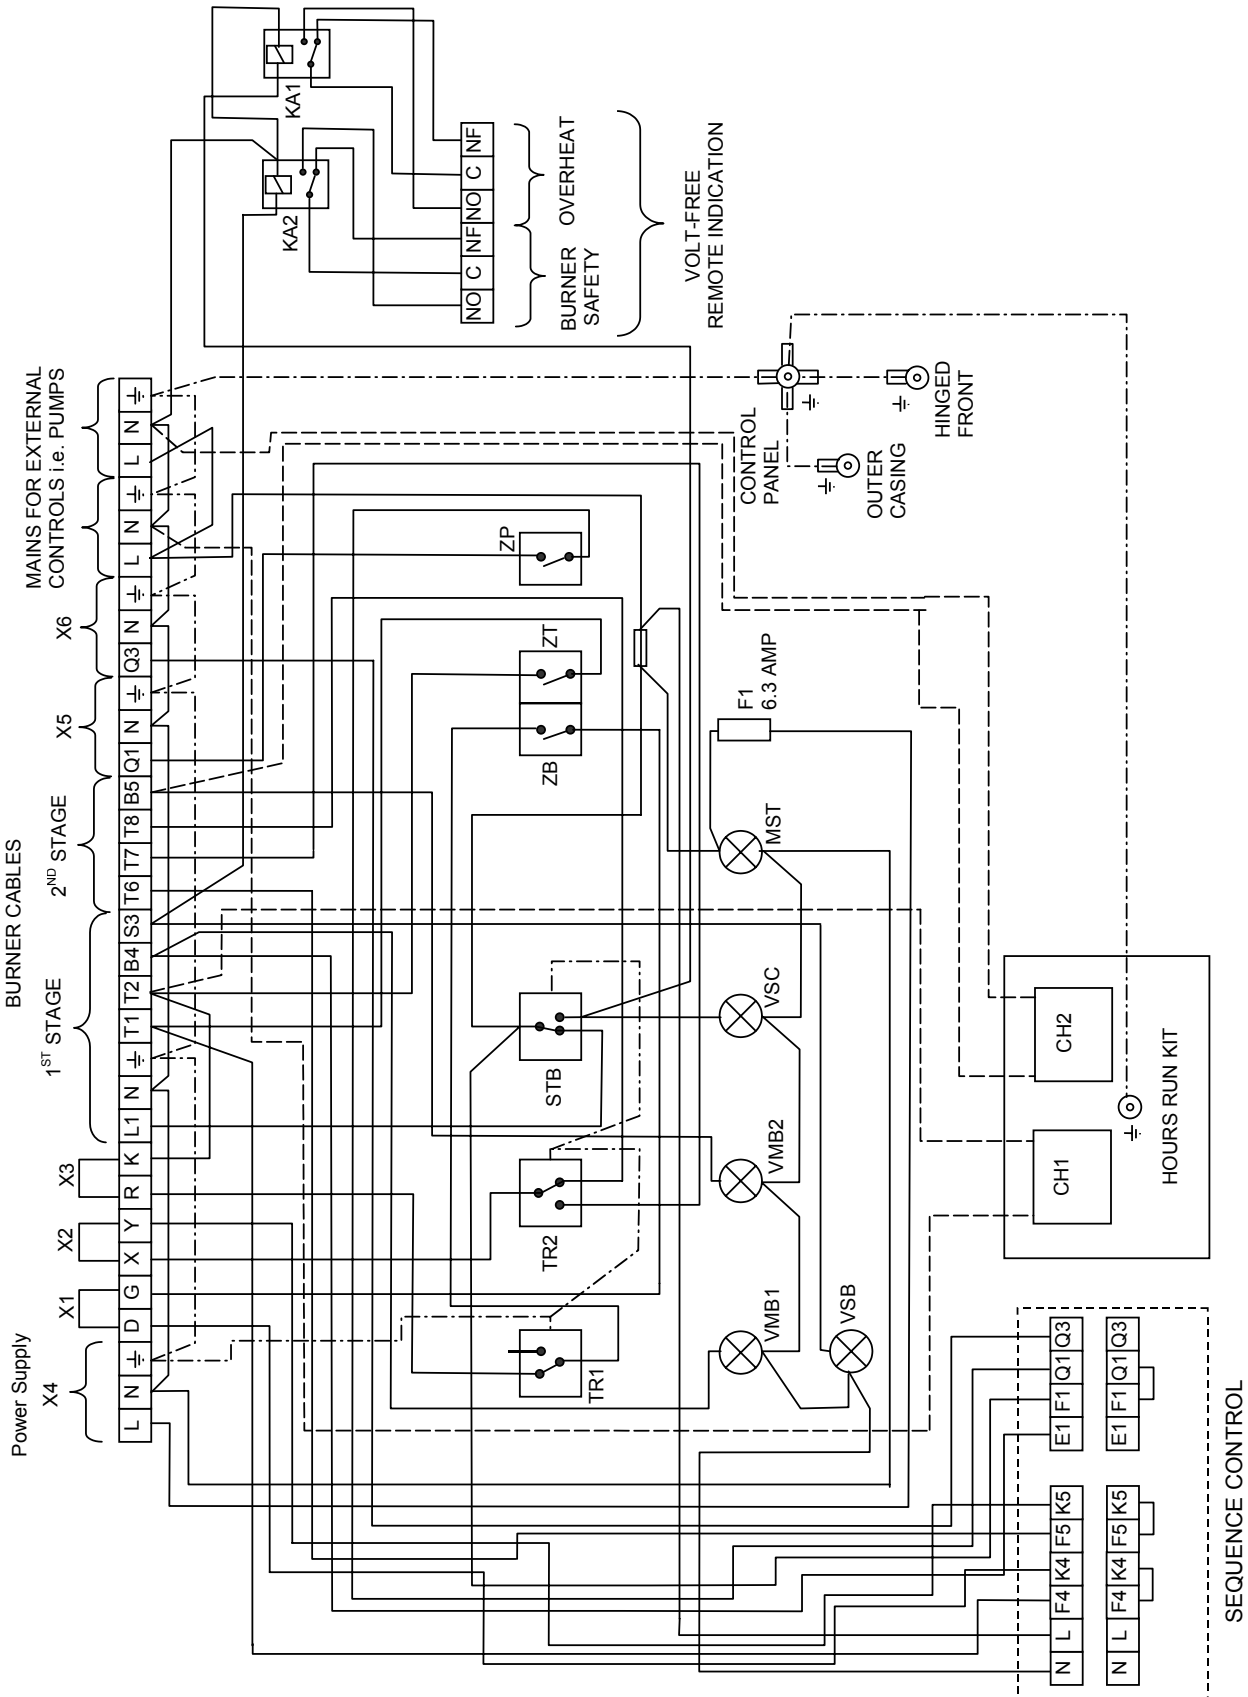 BURNER CABLES
MAINS FOR EXTERNAL
CONTROLS i.e. PUMPS
Power Supply
X4
X1
X2
X3
1ST STAGE
2ND STAGE
X5
X6
L N D G X Y R K L1 N T1 T2 B4 S3 T6 T7 T8 B5 Q1 N Q3 N L N L N
KA1
KA2
NO C NF NO C NF
BURNER
SAFETY
OVERHEAT
VOLT-FREE
REMOTE INDICATION
TR1
TR2
STB
ZB
ZT
ZP
F1
6.3 AMP
MST
VSC
VMB2
VMB1
VSB
CONTROL
PANEL
OUTER
CASING
HINGED
FRONT
CH1
CH2
HOURS RUN KIT
N L F4 K4 F5 K5
E1 F1 Q1 Q3
N L F4 K4 F5 K5
E1 F1 Q1 Q3
SEQUENCE CONTROL